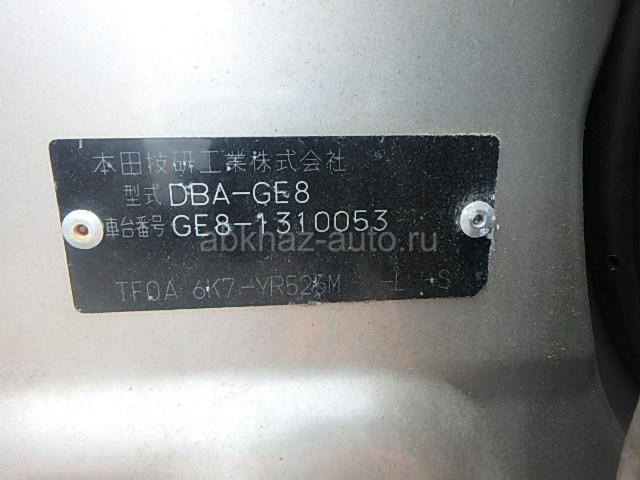 本田技研工業株式会社
型式 DBA-GE8
車台番号 GE8-1310053
abkhaz-auto.ru
TF0A 6K7-YR525M -L -S